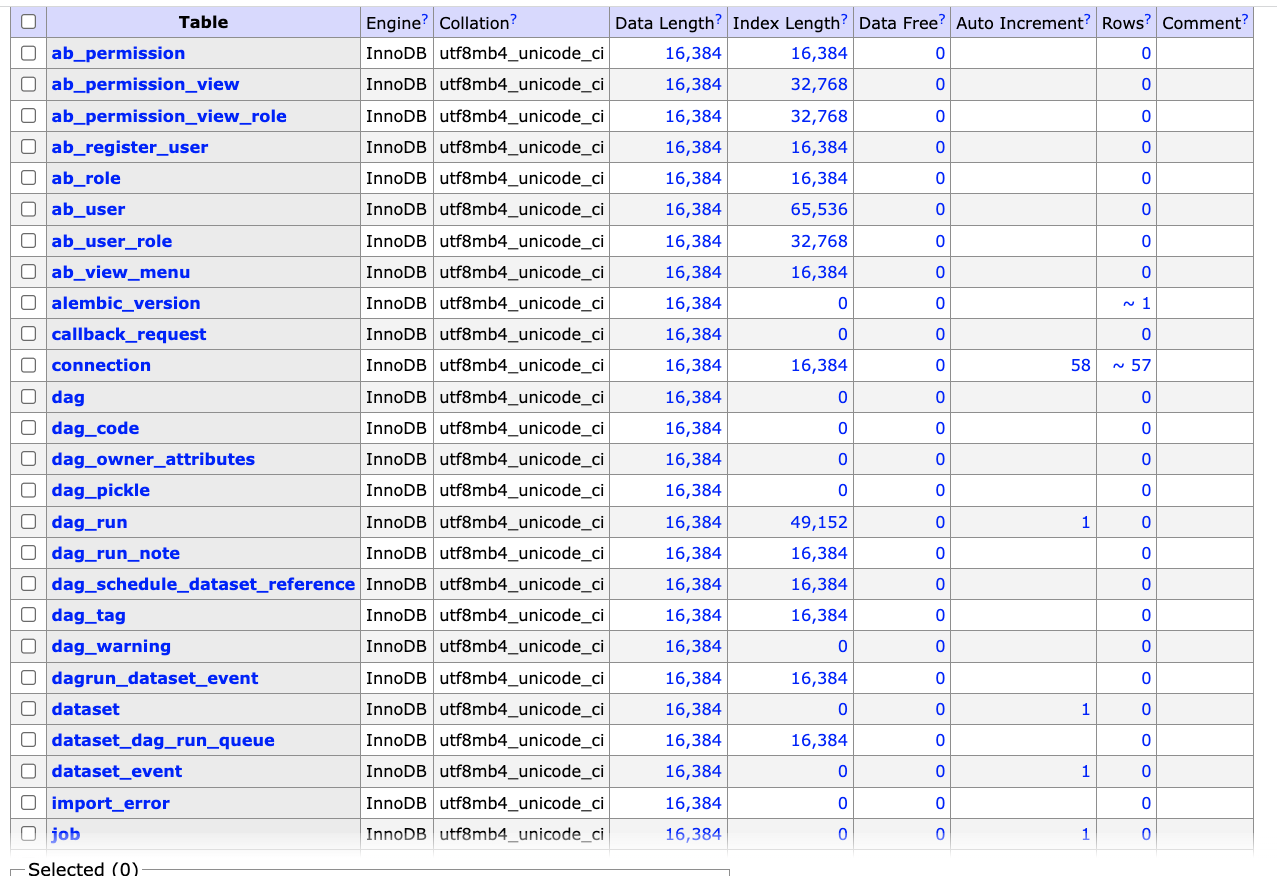 Table Engine? Collation? Data Length? Index Length? Data Free? Auto Increment? Rows? Comment?
ab_permission InnoDB utf8mb4_unicode_ci 16,384 16,384 0 0
ab_permission_view InnoDB utf8mb4_unicode_ci 16,384 32,768 0 0
ab_permission_view_role InnoDB utf8mb4_unicode_ci 16,384 32,768 0 0
ab_register_user InnoDB utf8mb4_unicode_ci 16,384 16,384 0 0
ab_role InnoDB utf8mb4_unicode_ci 16,384 16,384 0 0
ab_user InnoDB utf8mb4_unicode_ci 16,384 65,536 0 0
ab_user_role InnoDB utf8mb4_unicode_ci 16,384 32,768 0 0
ab_view_menu InnoDB utf8mb4_unicode_ci 16,384 16,384 0 0
alembic_version InnoDB utf8mb4_unicode_ci 16,384 0 0 ~ 1
callback_request InnoDB utf8mb4_unicode_ci 16,384 0 0 0
connection InnoDB utf8mb4_unicode_ci 16,384 16,384 0 58 ~ 57
dag InnoDB utf8mb4_unicode_ci 16,384 0 0 0
dag_code InnoDB utf8mb4_unicode_ci 16,384 0 0 0
dag_owner_attributes InnoDB utf8mb4_unicode_ci 16,384 0 0 0
dag_pickle InnoDB utf8mb4_unicode_ci 16,384 0 0 0
dag_run InnoDB utf8mb4_unicode_ci 16,384 49,152 0 1 0
dag_run_note InnoDB utf8mb4_unicode_ci 16,384 16,384 0 0
dag_schedule_dataset_reference InnoDB utf8mb4_unicode_ci 16,384 16,384 0 0
dag_tag InnoDB utf8mb4_unicode_ci 16,384 16,384 0 0
dag_warning InnoDB utf8mb4_unicode_ci 16,384 0 0 0
dagrun_dataset_event InnoDB utf8mb4_unicode_ci 16,384 16,384 0 0
dataset InnoDB utf8mb4_unicode_ci 16,384 0 0 1 0
dataset_dag_run_queue InnoDB utf8mb4_unicode_ci 16,384 16,384 0 0
dataset_event InnoDB utf8mb4_unicode_ci 16,384 0 0 1 0
import_error InnoDB utf8mb4_unicode_ci 16,384 0 0 0
job InnoDB utf8mb4_unicode_ci 16,384 0 0 1 0
Selected (0)